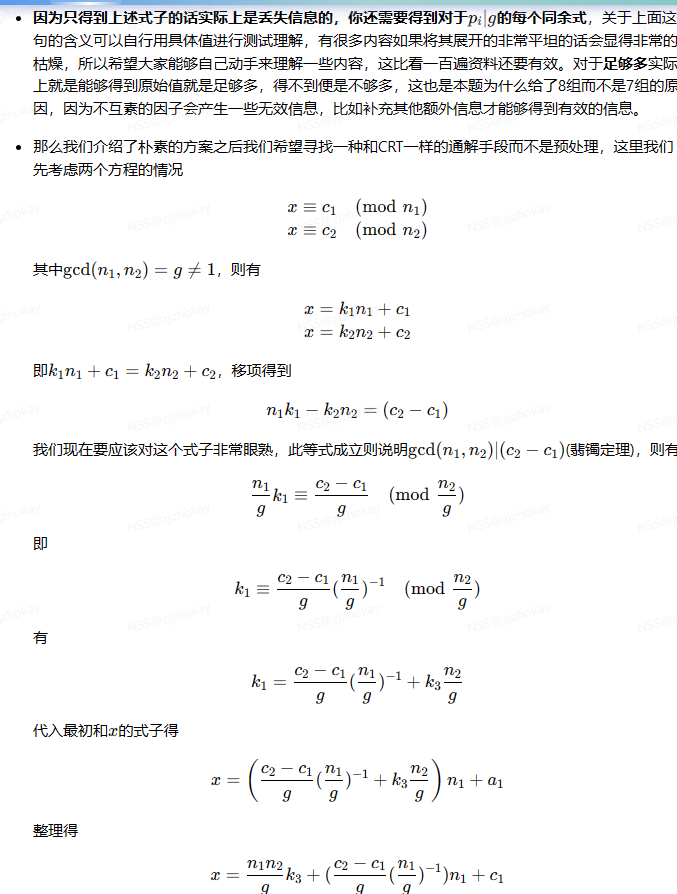 因为只得到上述式子的话实际上是丢失信息的，你还需要得到对于$p_i|g$的每个同余式，关于上面这
句的含义可以自行用具体值进行测试理解，有很多内容如果将其展开的非常平坦的话会显得非常的
枯燥，所以希望大家能够自己动手来理解一些内容，这比看一百遍资料还要有效。对于足够多实际
上就是能够得到原始值就是足够多，得不到便是不够多，这也是本题为什么给了8组而不是7组的原
因，因为不互素的因子会产生一些无效信息，比如补充其他额外信息才能够得到有效的信息。
那么我们介绍了朴素的方案之后我们希望寻找一种和CRT一样的通解手段而不是预处理，这里我们
先考虑两个方程的情况
$x \equiv c_1 \pmod{n_1}$
$x \equiv c_2 \pmod{n_2}$
其中$\gcd(n_1, n_2) = g \neq 1$，则有
$x = k_1n_1 + c_1$
$x = k_2n_2 + c_2$
即$k_1n_1 + c_1 = k_2n_2 + c_2$，移项得到
$n_1k_1 - k_2n_2 = (c_2 - c_1)$
我们现在要应该对这个式子非常眼熟，此等式成立则说明$\gcd(n_1, n_2)|(c_2 - c_1)$(翡镯定理)，则有
$\frac{n_1}{g}k_1 \equiv \frac{c_2 - c_1}{g} \pmod{\frac{n_2}{g}}$
即
$k_1 \equiv \frac{c_2 - c_1}{g}(\frac{n_1}{g})^{-1} \pmod{\frac{n_2}{g}}$
有
$k_1 = \frac{c_2 - c_1}{g}(\frac{n_1}{g})^{-1} + k_3\frac{n_2}{g}$
代入最初和$x$的式子得
$x = \left(\frac{c_2 - c_1}{g}(\frac{n_1}{g})^{-1} + k_3\frac{n_2}{g}\right)n_1 + a_1$
整理得
$x = \frac{n_1n_2}{g}k_3 + (\frac{c_2 - c_1}{g}(\frac{n_1}{g})^{-1})n_1 + c_1$
NSS@zjzhokay